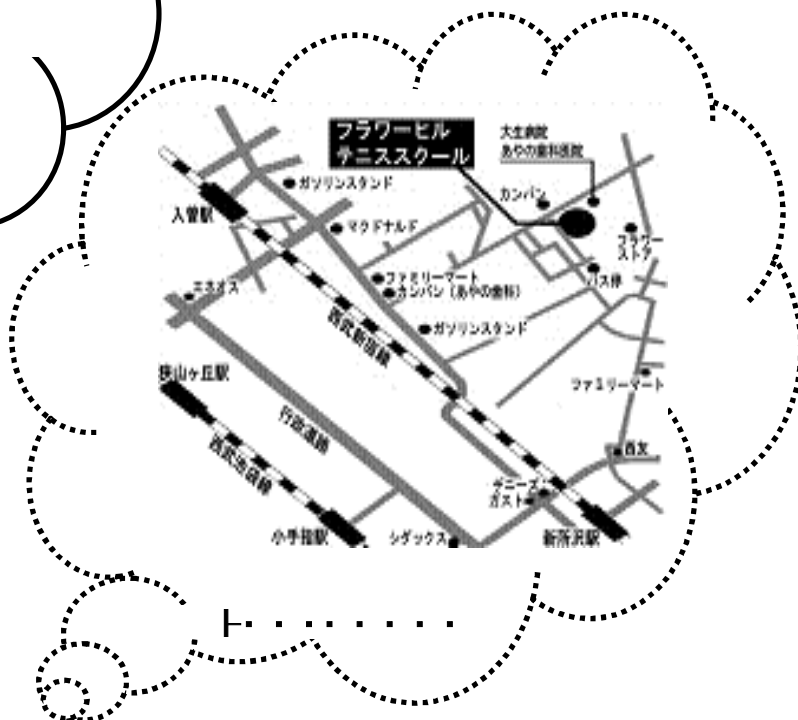 フラワーヒル
テニススクール
大生病院
あやの歯科医院
カンバン
ガソリンスタンド
入曽駅
マクドナルド
フラワー
ストア
バス停
エネオス
ファミリーマート
カンバン（あやの歯科）
西武新宿線
ガソリンスタンド
狭山ヶ丘駅
ファミリーマート
行政道路
西武池袋線
西友
デニーズ
ガスト
小手指駅
シダックス
新所沢駅